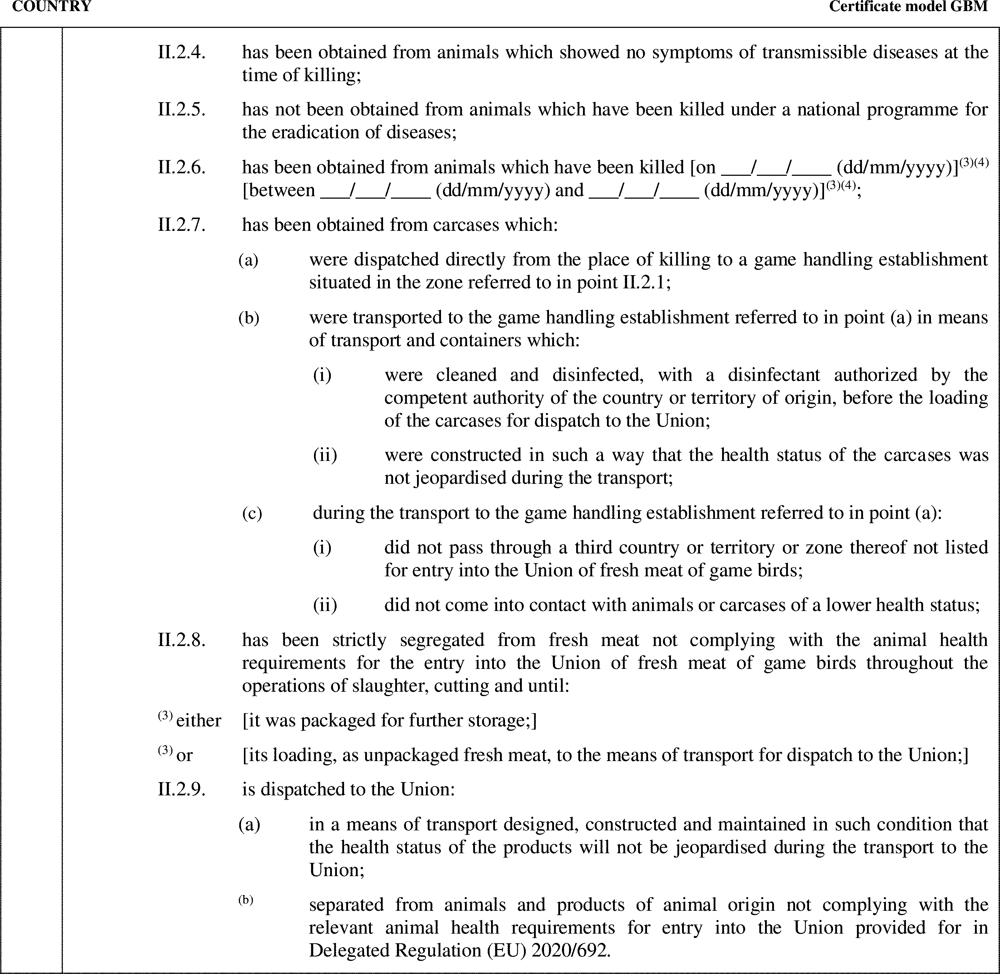 COUNTRY Certificate model GBM
II.2.4. has been obtained from animals which showed no symptoms of transmissible diseases at the
time of killing;
II.2.5. has not been obtained from animals which have been killed under a national programme for
the eradication of diseases;
II.2.6. has been obtained from animals which have been killed [on ___/___/____ (dd/mm/yyyy)](3)(4)
[between ___/___/____ (dd/mm/yyyy) and ___/___/____ (dd/mm/yyyy)](3)(4);
II.2.7. has been obtained from carcases which:
(a) were dispatched directly from the place of killing to a game handling establishment
situated in the zone referred to in point II.2.1;
(b) were transported to the game handling establishment referred to in point (a) in means
of transport and containers which:
(i) were cleaned and disinfected, with a disinfectant authorized by the
competent authority of the country or territory of origin, before the loading
of the carcases for dispatch to the Union;
(ii) were constructed in such a way that the health status of the carcases was
not jeopardised during the transport;
(c) during the transport to the game handling establishment referred to in point (a):
(i) did not pass through a third country or territory or zone thereof not listed
for entry into the Union of fresh meat of game birds;
(ii) did not come into contact with animals or carcases of a lower health status;
II.2.8. has been strictly segregated from fresh meat not complying with the animal health
requirements for the entry into the Union of fresh meat of game birds throughout the
operations of slaughter, cutting and until:
(3) either [it was packaged for further storage;]
(3) or [its loading, as unpackaged fresh meat, to the means of transport for dispatch to the Union;]
II.2.9. is dispatched to the Union:
(a) in a means of transport designed, constructed and maintained in such condition that
the health status of the products will not be jeopardised during the transport to the
Union;
(b) separated from animals and products of animal origin not complying with the
relevant animal health requirements for entry into the Union provided for in
Delegated Regulation (EU) 2020/692.